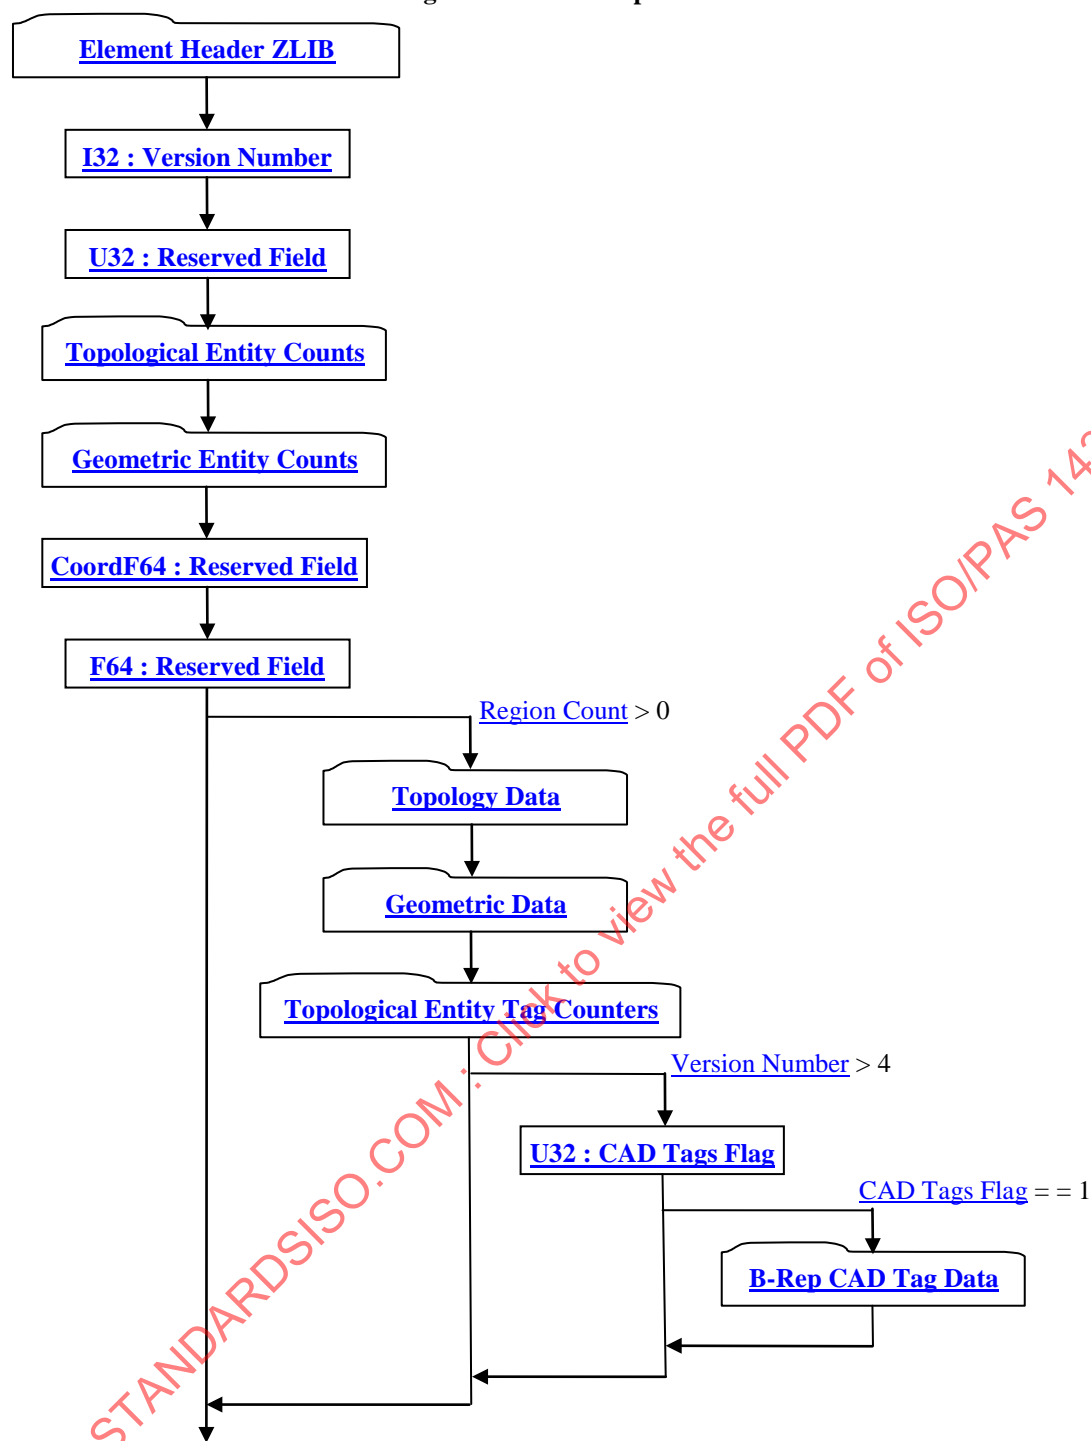 Element Header ZLIB
I32 : Version Number
U32 : Reserved Field
Topological Entity Counts
Geometric Entity Counts
CoordF64 : Reserved Field
F64 : Reserved Field
Region Count > 0
Topology Data
Geometric Data
Topological Entity Tag Counters
Version Number > 4
U32 : CAD Tags Flag
CAD Tags Flag = = 1
B-Rep CAD Tag Data
STANDARDSISO.COM : Click to view the full PDF of ISO/PAS